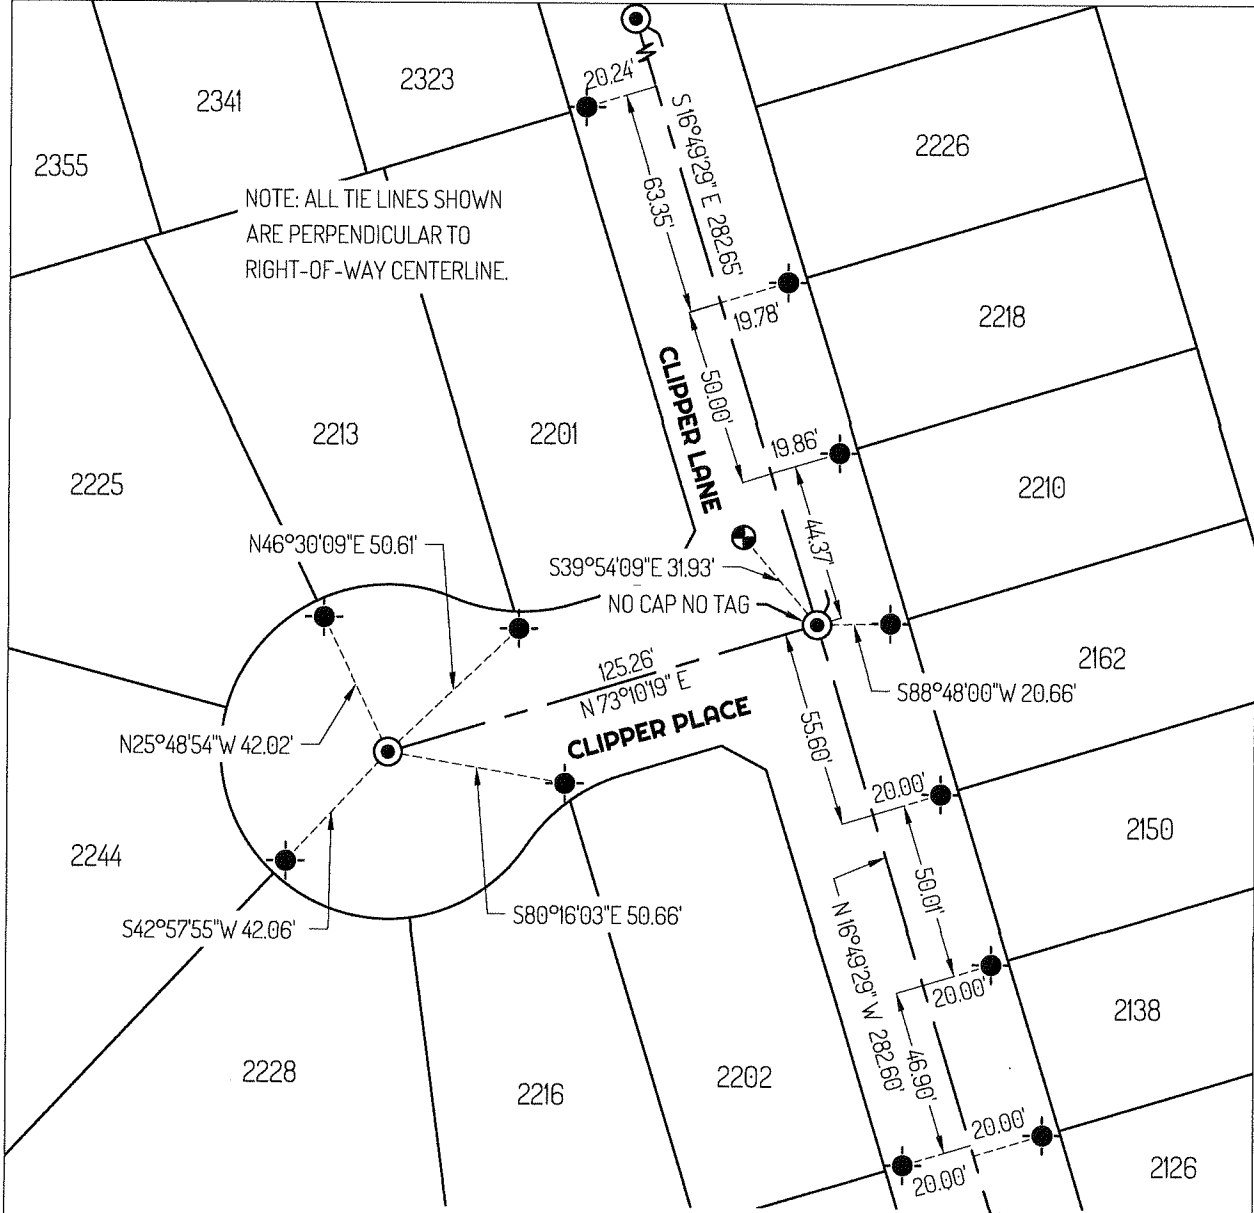 20.24'
2323
2341
2355
2226
S 16°49'29" E 282.65'
63.35'
NOTE: ALL TIE LINES SHOWN
ARE PERPENDICULAR TO
RIGHT-OF-WAY CENTERLINE.
19.78'
2218
CLIPPER LANE
50.00'
2213
2201
19.86'
2225
2210
44.37'
N46°30'09"E 50.61'
S39°54'09"E 31.93'
NO CAP NO TAG
2162
125.26'
N 73°10'19" E
S88°48'00"W 20.66'
CLIPPER PLACE
55.60'
N25°48'54"W 42.02'
20.00'
2150
2244
50.01'
S80°16'03"E 50.66'
S42°57'55"W 42.06'
N 16°49'29" W 282.60'
20.00'
2138
46.90'
2228
2202
2216
20.00'
2126
20.00'